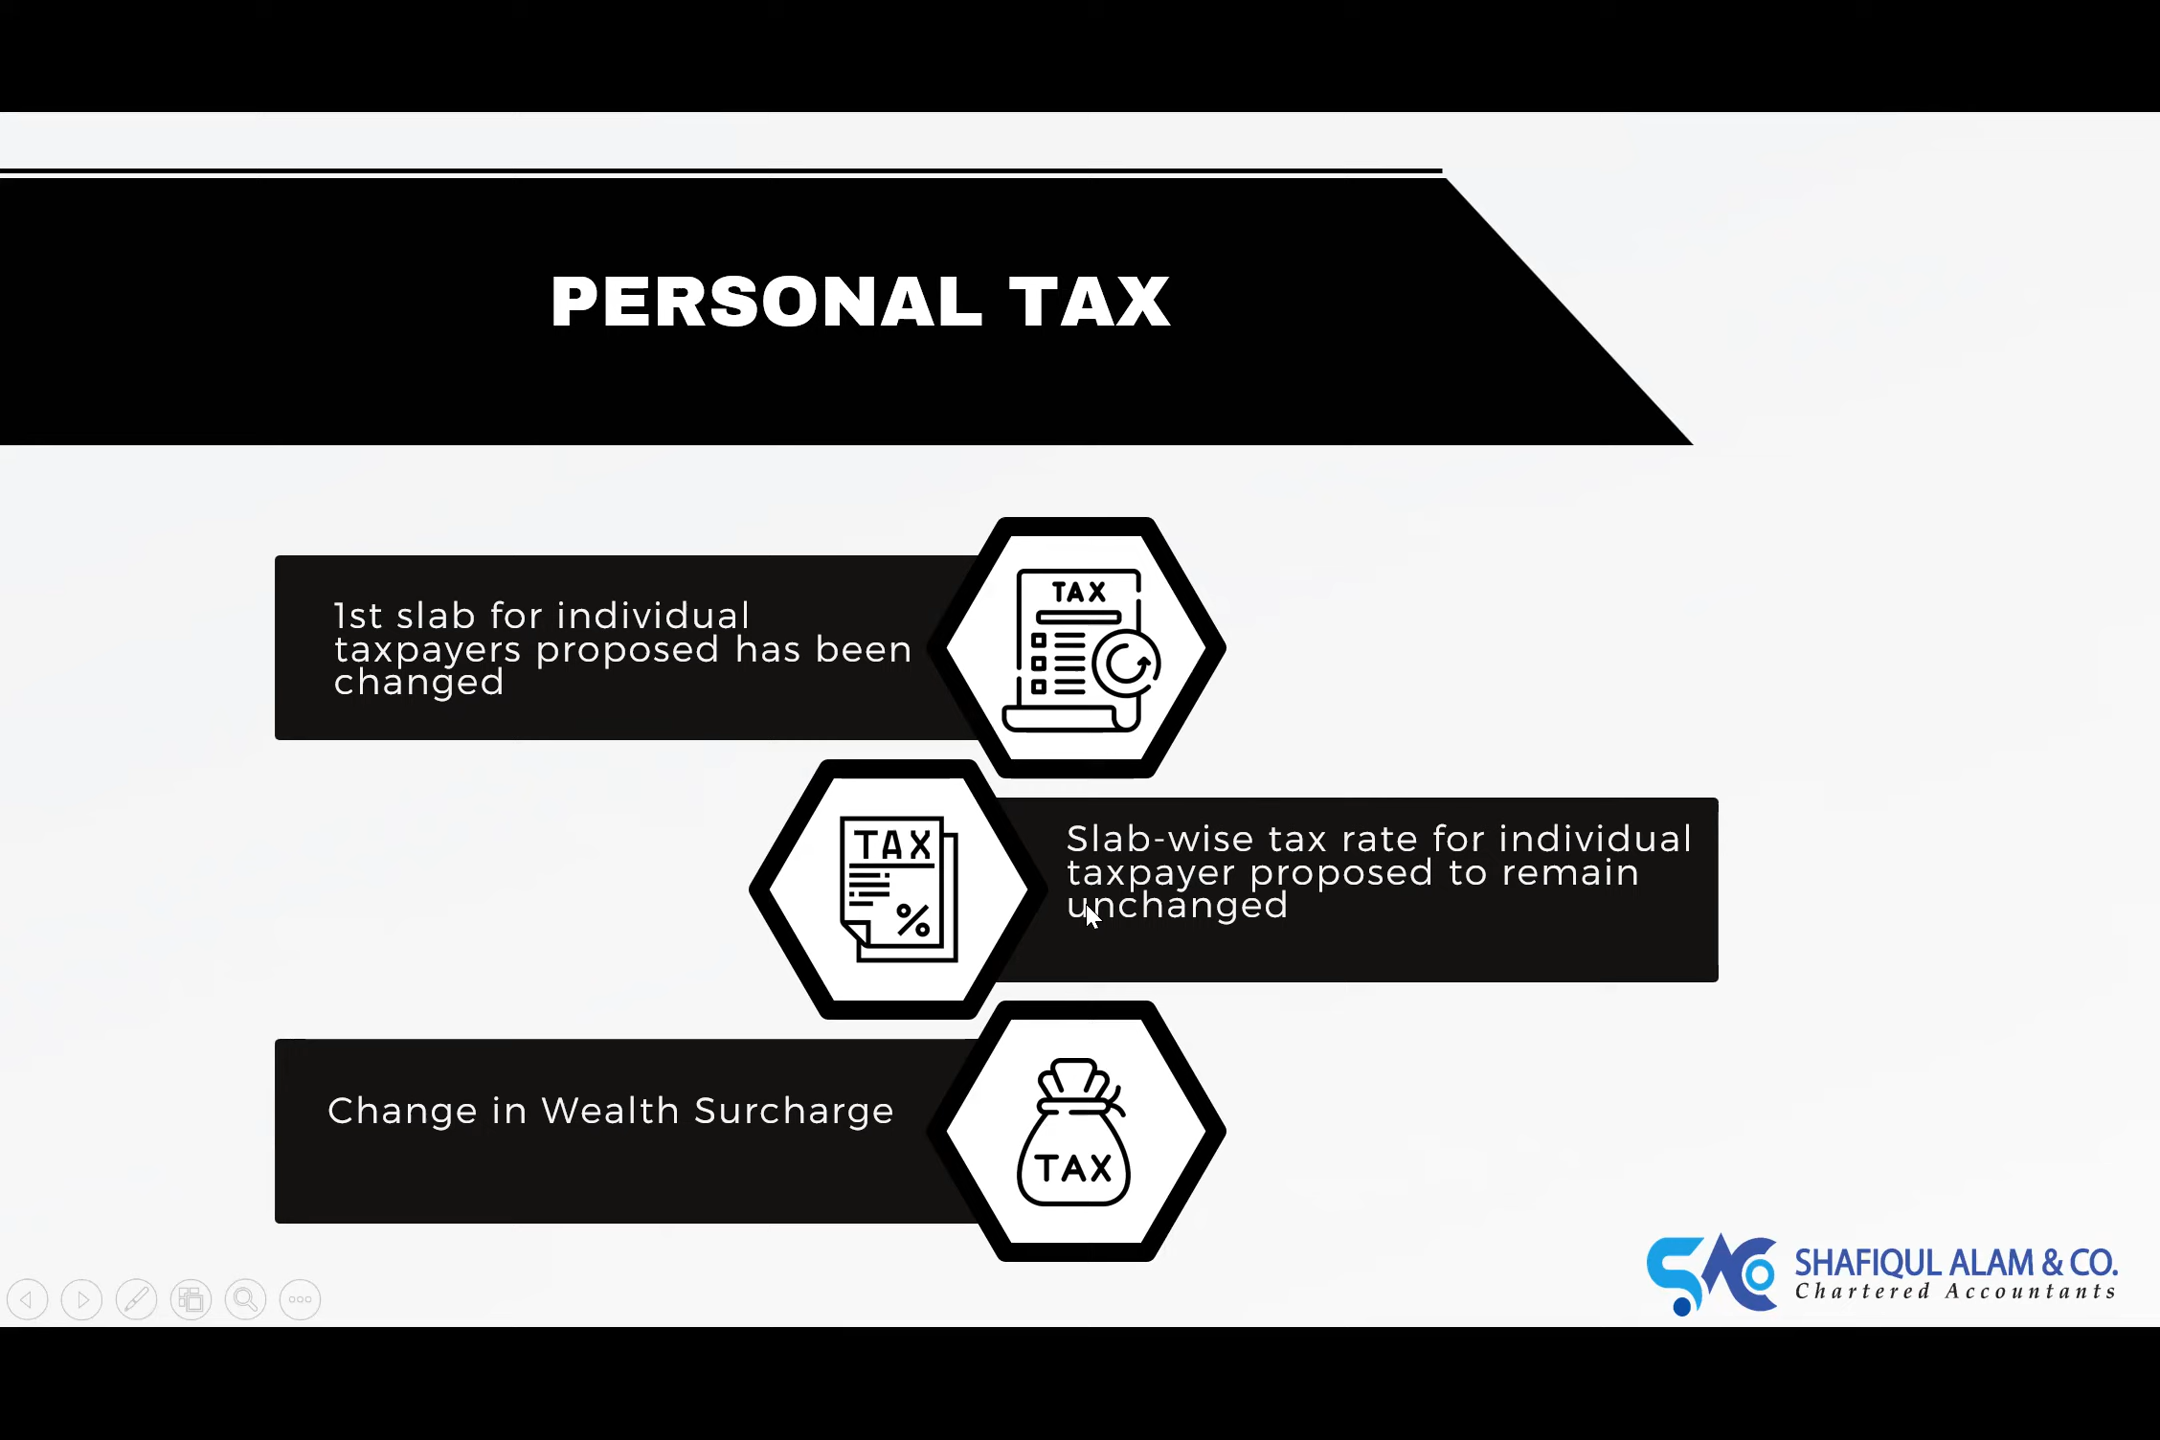 PERSONAL TAX
1st slab for individual
taxpayers proposed has been
changed
TAX
TAX
%
Slab-wise tax rate for individual
taxpayer proposed to remain
unchanged
Change in Wealth Surcharge
TAX
SACo
SHAFIQUL ALAM & CO.
Chartered Accountants